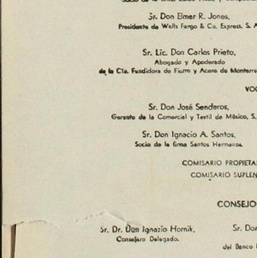 Sr. Don Elmer R. Jones,
Presidente de Wells Fargo & Co. Express, S. A
Sr. Lic. Don Carlos Prieto,
Abogado y Apoderado
de la Cía. Fundidora de Fierro y Acero de Monterre
VOC
Sr. Don José Senderos,
Gerente de la Comercial y Textil de México, S.
Sr. Don Ignacio A. Santos,
Socio de la firma Santos Hermanos.
COMISARIO PROPIETA
COMISARIO SUPLEN
CONSEJO
Sr. Dr. Don Ignazio Hornik,
Sr. Do
Consejero Delegado.
del Banco